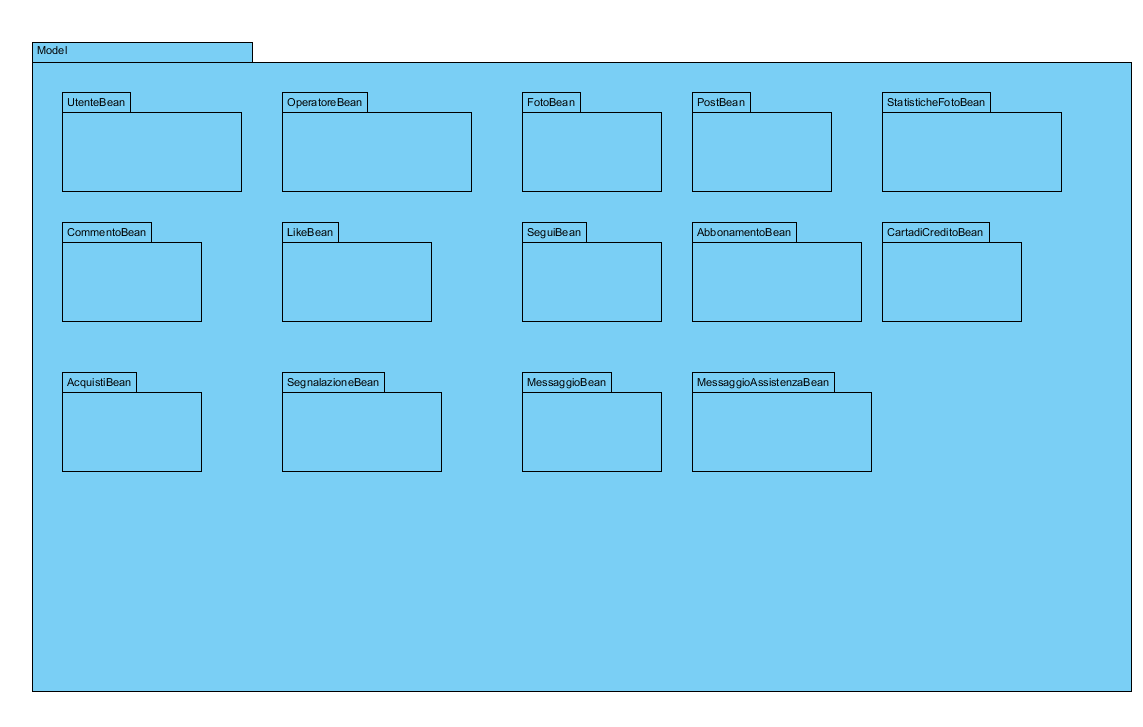 Model
UtenteBean
OperatoreBean
FotoBean
PostBean
StatisticheFotoBean
CommentoBean
LikeBean
SeguiBean
AbbonamentoBean
CartadiCreditoBean
AcquistiBean
SegnalazioneBean
MessaggioBean
MessaggioAssistenzaBean